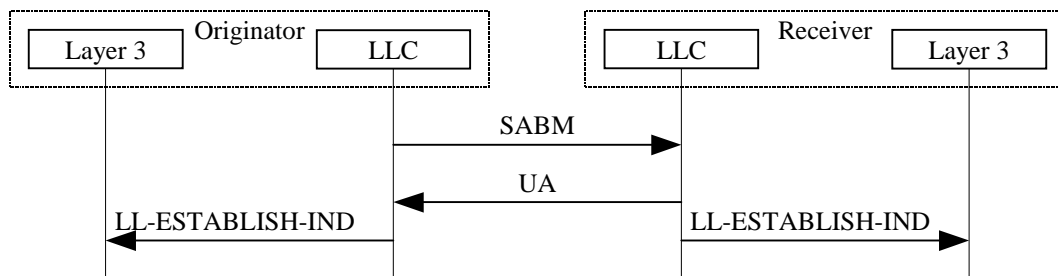 Originator
Receiver
Layer 3
LLC
LLC
Layer 3
SABM
UA
LL-ESTABLISH-IND
LL-ESTABLISH-IND